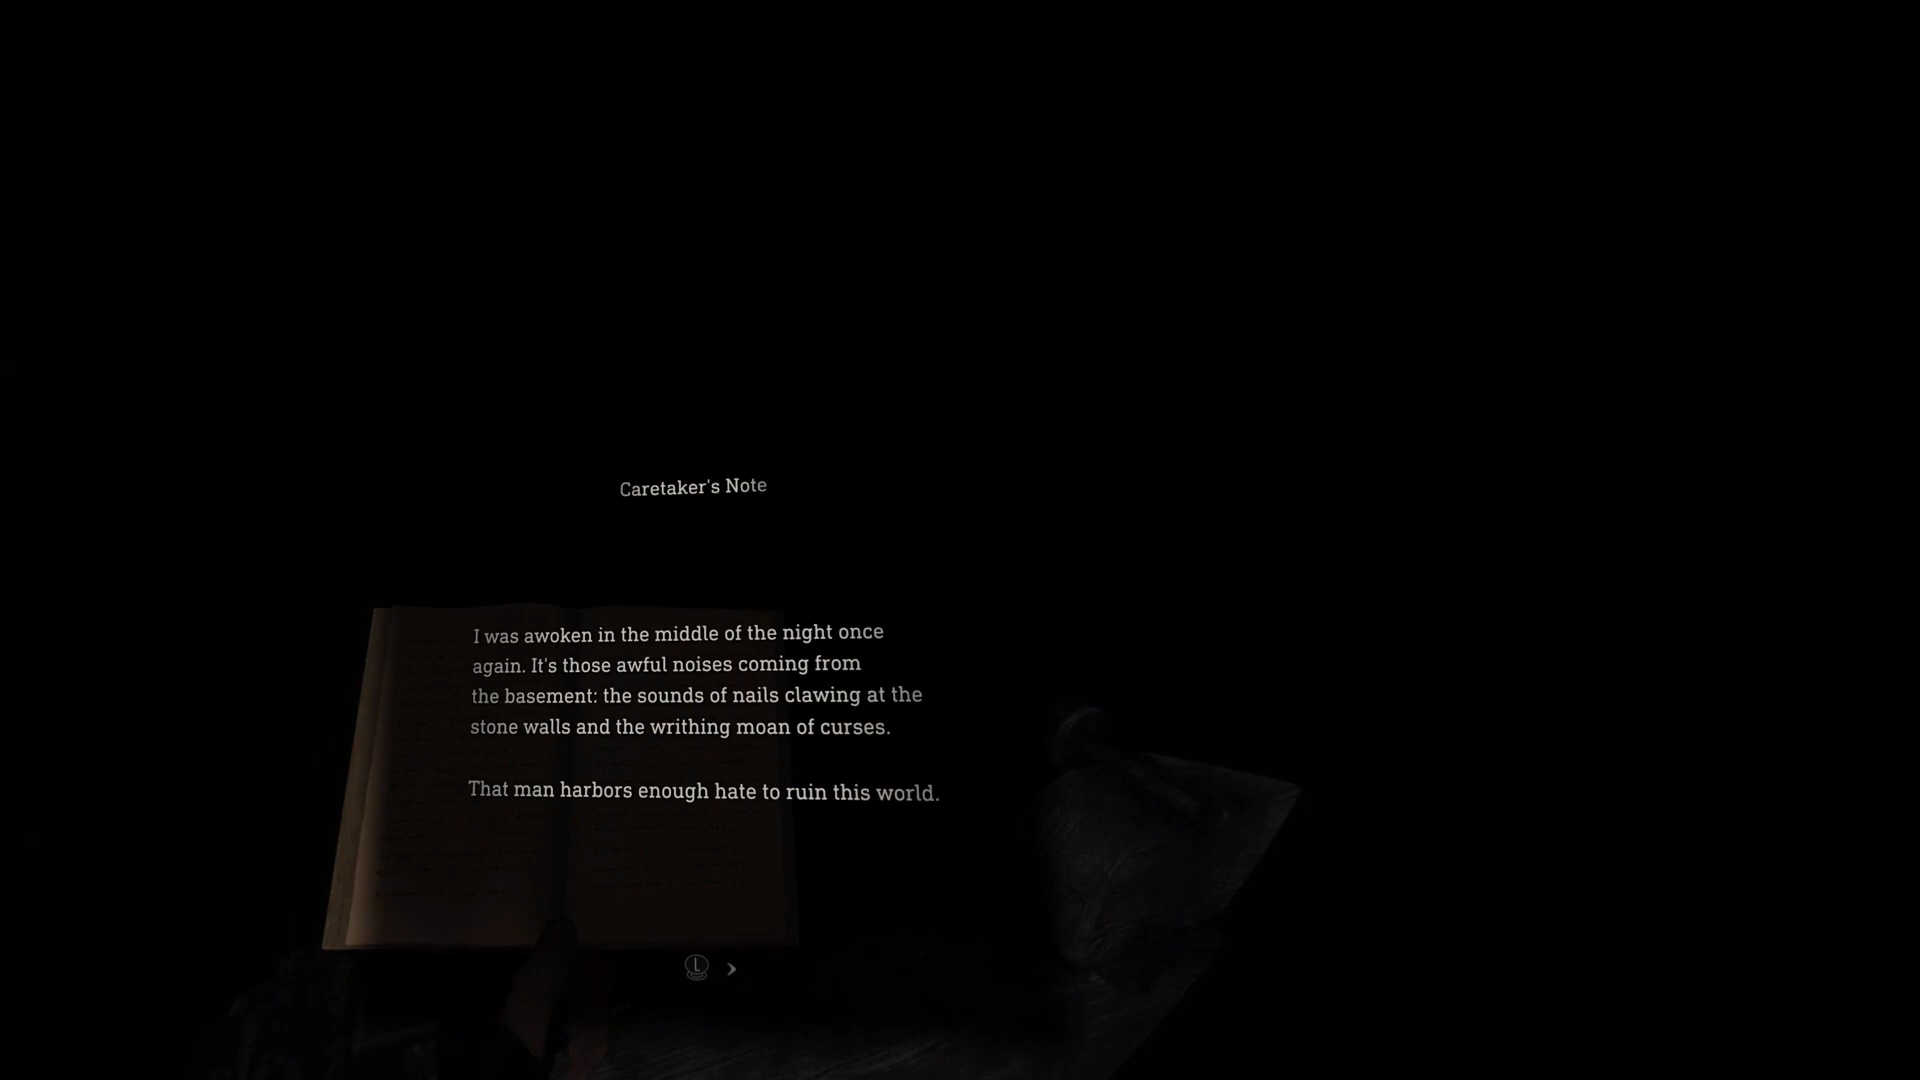 Caretaker's Note
I was awoken in the middle of the night once
again. It's those awful noises coming from
the basement: the sounds of nails clawing at the
stone walls and the writhing moan of curses.
That man harbors enough hate to ruin this world.
L